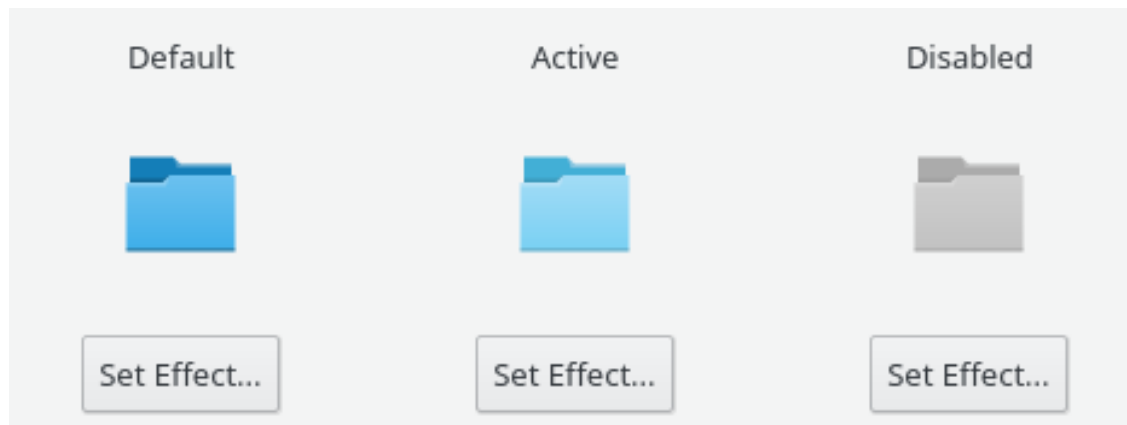 Default
Active
Disabled
Set Effect...
Set Effect...
Set Effect...